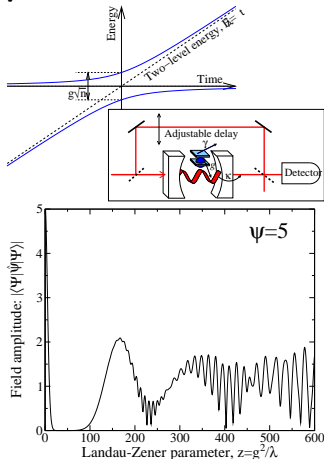 Energy
Two-level energy, E = t
Time
g√n
Adjustable delay
γ
g
κ
Detector
ψ=5
Field amplitude: |⟨Ψ|ψ̂|Ψ⟩|
5
4
3
2
1
0
0 100 200 300 400 500 600
Landau-Zener parameter, z=g²/λ